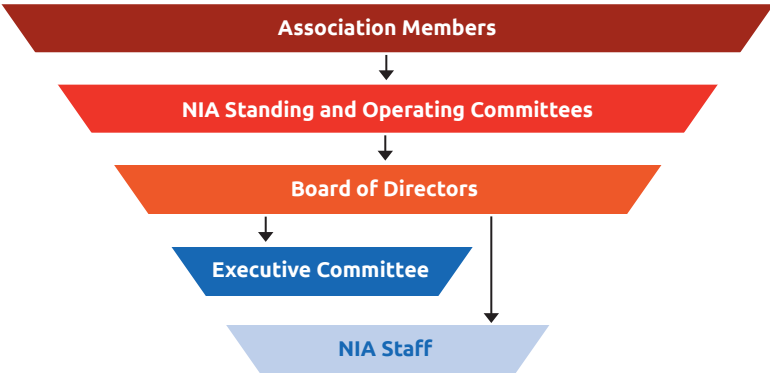 Association Members
NIA Standing and Operating Committees
Board of Directors
Executive Committee
NIA Staff